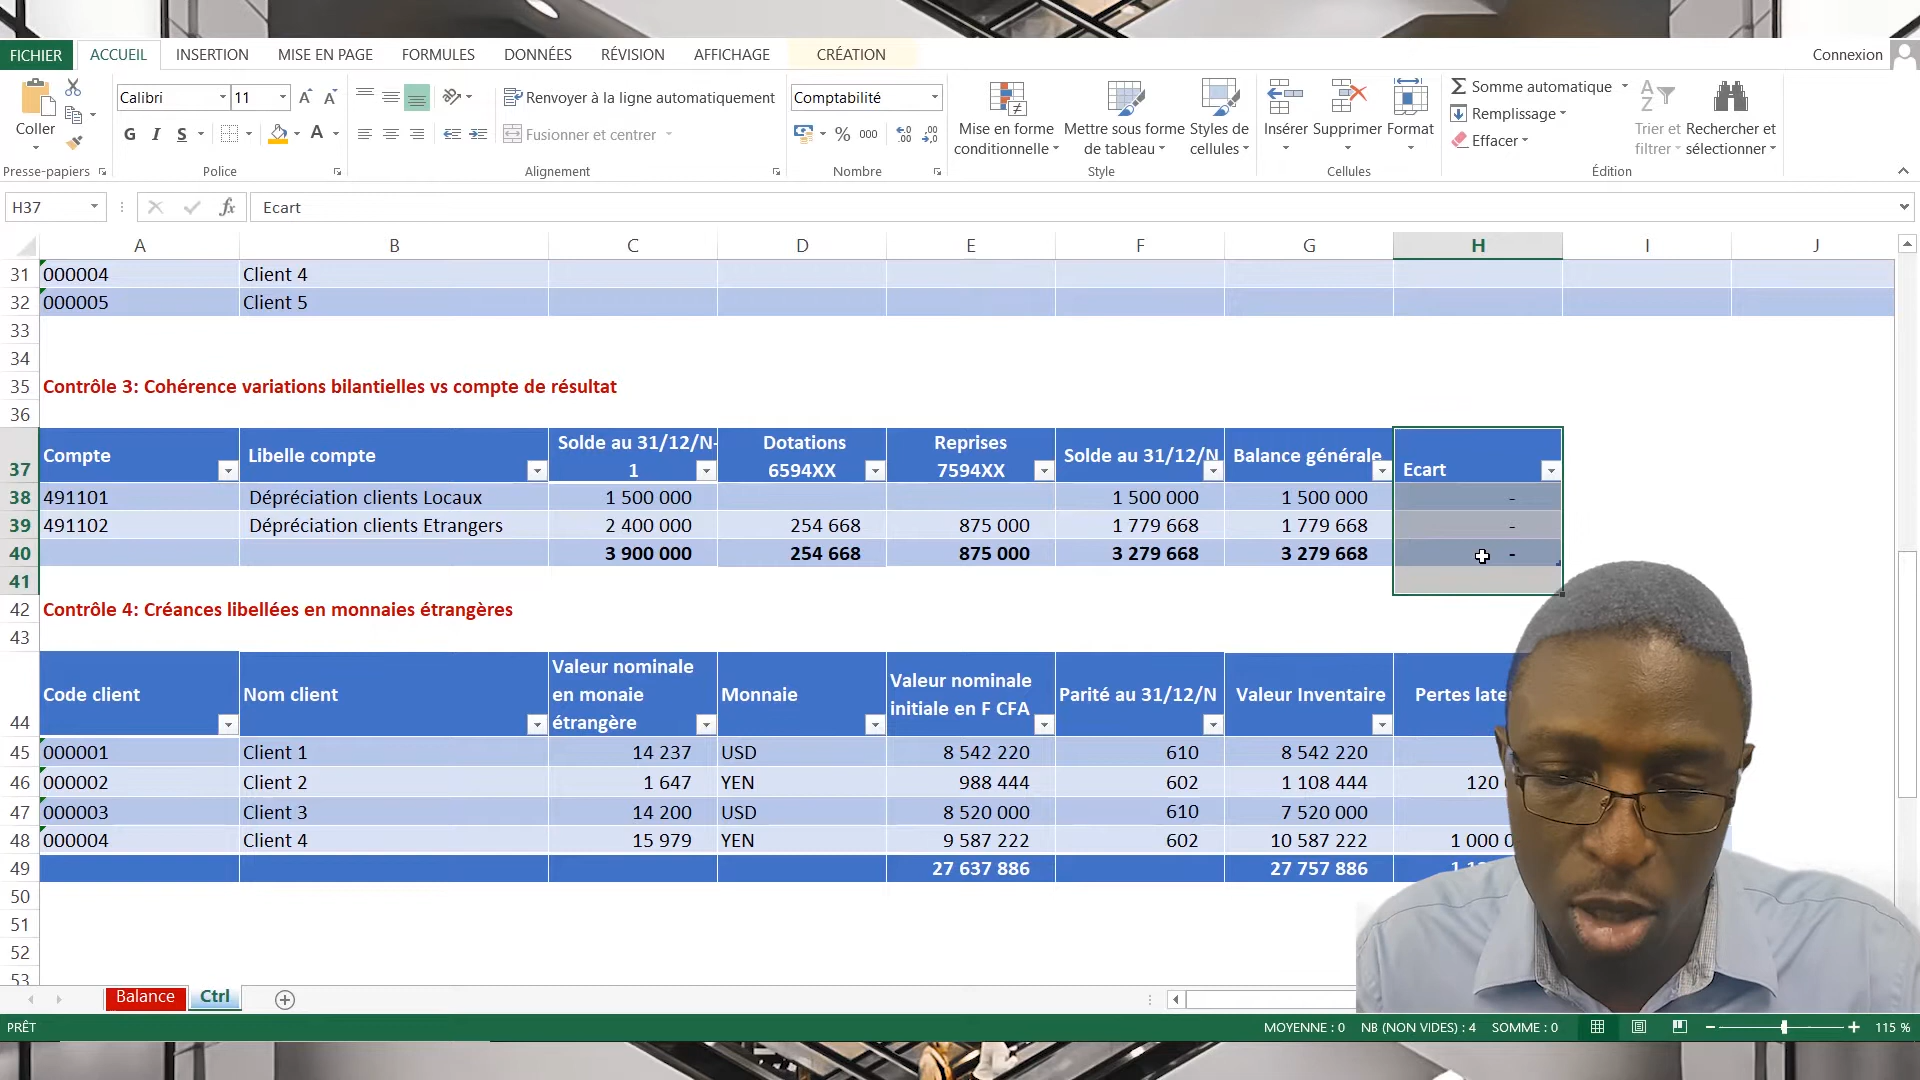 FICHIER ACCUEIL INSERTION MISE EN PAGE FORMULES DONNÉES RÉVISION AFFICHAGE CRÉATION Connexion
Calibri 11 Renvoyer à la ligne automatiquement Comptabilité Somme automatique
Coller Mise en forme Mettre sous forme Styles de Insérer Supprimer Format Remplissage Trier et Rechercher et
G I S A Fusionner et centrer % 000 conditionnelle de tableau cellules Effacer filtrer sélectionner
Presse-papiers Police Alignement Nombre Style Cellules Édition
H37 fx Ecart
A B C D E F G H I J
31 000004 Client 4
32 000005 Client 5
33
34
35 Contrôle 3: Cohérence variations bilantielles vs compte de résultat
36
37 Compte Libelle compte Solde au 31/12/N-1 Dotations 6594XX Reprises 7594XX Solde au 31/12/N Balance générale Ecart
38 491101 Dépréciation clients Locaux 1 500 000 1 500 000 1 500 000 -
39 491102 Dépréciation clients Etrangers 2 400 000 254 668 875 000 1 779 668 1 779 668 -
40 3 900 000 254 668 875 000 3 279 668 3 279 668 -
41
42 Contrôle 4: Créances libellées en monnaies étrangères
43
44 Code client Nom client Valeur nominale en monaie étrangère Monnaie Valeur nominale initiale en F CFA Parité au 31/12/N Valeur Inventaire Pertes
45 000001 Client 1 14 237 USD 8 542 220 610 8 542 220
46 000002 Client 2 1 647 YEN 988 444 602 1 108 444 120
47 000003 Client 3 14 200 USD 8 520 000 610 7 520 000
48 000004 Client 4 15 979 YEN 9 587 222 602 10 587 222 1 000
49 27 637 886 27 757 886
50
51
52
53
Balance Ctrl
PRÊT MOYENNE : 0 NB (NON VIDES) : 4 SOMME : 0 115 %